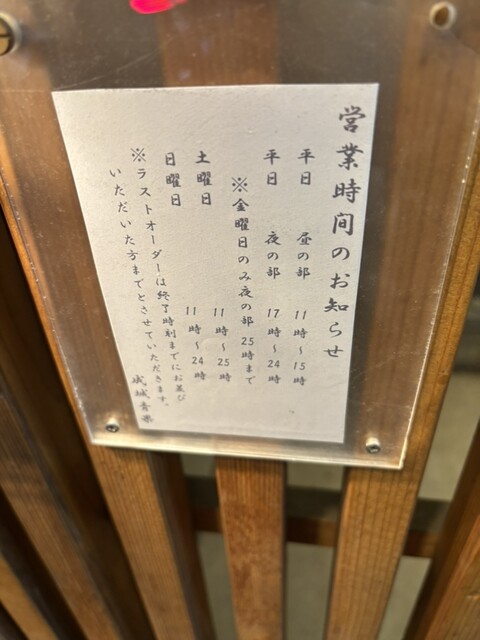 営業時間のお知らせ
平日 昼の部 11時～15時
平日 夜の部 17時～24時
※金曜日のみ夜の部25時まで
土曜日 11時～25時
日曜日 11時～24時
※ラストオーダーは終了時刻までにお並び
いただいた方までとさせていただきます。
成城青果